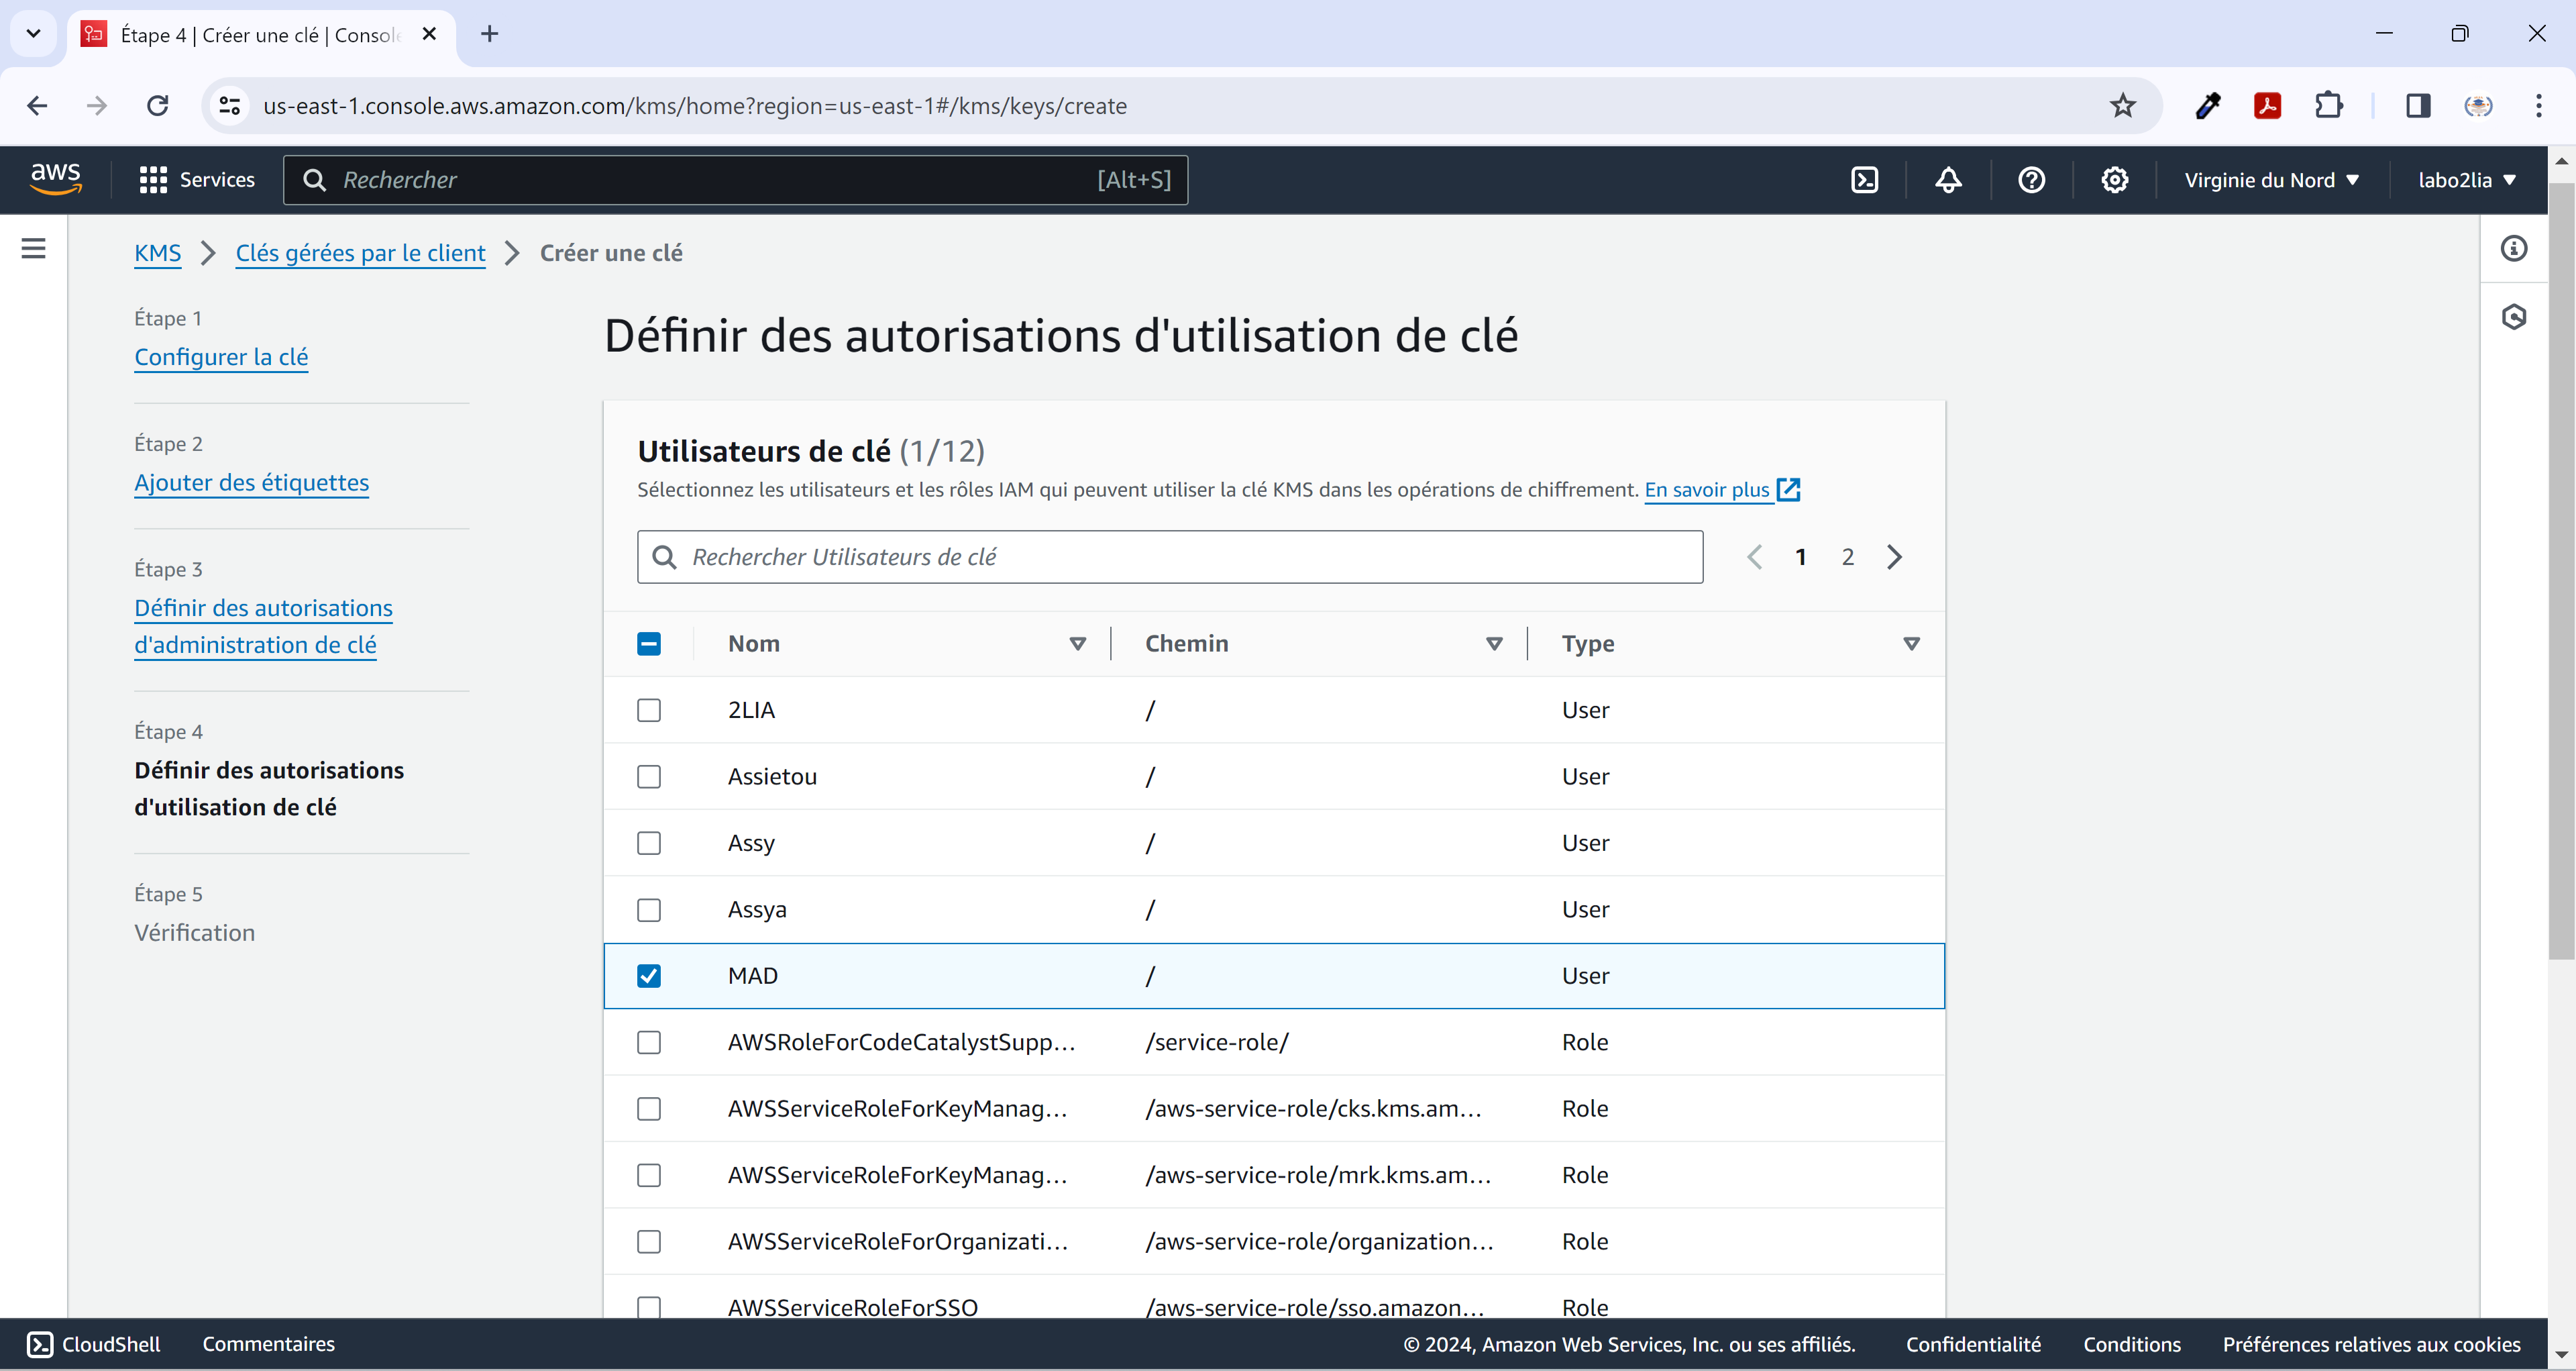 Étape 4 | Créer une clé | Console
us-east-1.console.aws.amazon.com/kms/home?region=us-east-1#/kms/keys/create
aws
Services
Rechercher
[Alt+S]
Virginie du Nord
labo2lia
KMS > Clés gérées par le client > Créer une clé
Étape 1
Configurer la clé
Étape 2
Ajouter des étiquettes
Étape 3
Définir des autorisations
d'administration de clé
Étape 4
Définir des autorisations
d'utilisation de clé
Étape 5
Vérification
Définir des autorisations d'utilisation de clé
Utilisateurs de clé (1/12)
Sélectionnez les utilisateurs et les rôles IAM qui peuvent utiliser la clé KMS dans les opérations de chiffrement. En savoir plus
Rechercher Utilisateurs de clé
1 2
Nom Chemin Type
2LIA / User
Assietou / User
Assy / User
Assya / User
MAD / User
AWSRoleForCodeCatalystSupp... /service-role/ Role
AWSServiceRoleForKeyManag... /aws-service-role/cks.kms.am... Role
AWSServiceRoleForKeyManag... /aws-service-role/mrk.kms.am... Role
AWSServiceRoleForOrganizati... /aws-service-role/organization... Role
AWSServiceRoleForSSO /aws-service-role/sso.amazon... Role
CloudShell
Commentaires
© 2024, Amazon Web Services, Inc. ou ses affiliés.
Confidentialité
Conditions
Préférences relatives aux cookies